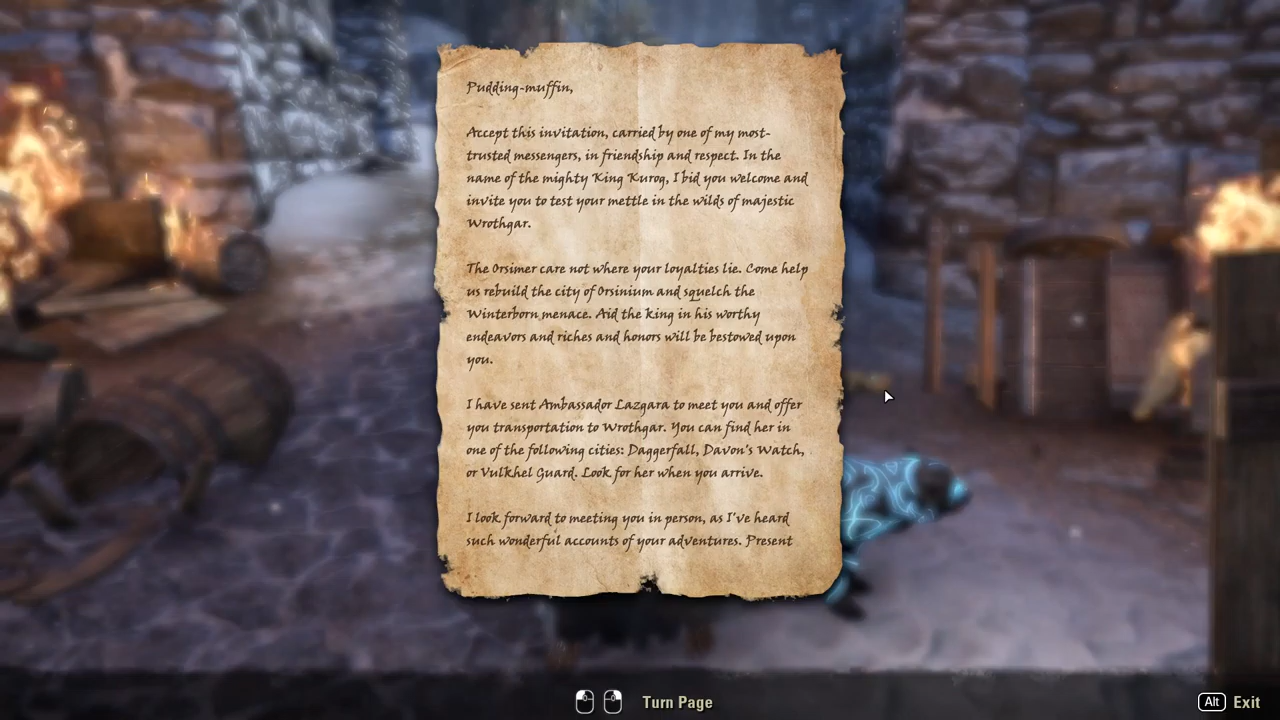 Pudding-muffin,
Accept this invitation, carried by one of my most-
trusted messengers, in friendship and respect. In the
name of the mighty King Kurog, I bid you welcome and
invite you to test your mettle in the wilds of majestic
Wrothgar.
The Orsimer care not where your loyalties lie. Come help
us rebuild the city of Orsinium and squelch the
Winterborn menace. Aid the king in his worthy
endeavors and riches and honors will be bestowed upon
you.
I have sent Ambassador Lazgara to meet you and offer
you transportation to Wrothgar. You can find her in
one of the following cities: Daggerfall, Davon's Watch,
or Vulkhel Guard. Look for her when you arrive.
I look forward to meeting you in person, as I've heard
such wonderful accounts of your adventures. Present
Turn Page
Alt Exit